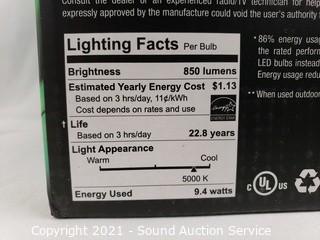 Consult the dealer or an experienced radio/TV technician for help
expressly approved by the manufacture could void the user's authority
Lighting Facts Per Bulb
Brightness 850 lumens
Estimated Yearly Energy Cost $1.13
Based on 3 hrs/day, 11¢/kWh
Cost depends on rates and use
ENERGY STAR
† Life
Based on 3 hrs/day 22.8 years
Light Appearance
Warm Cool
5000 K
Energy Used 9.4 watts
* 86% energy usag
the rated perform
LED bulbs instead
Energy usage redu
** When used outdoor
c UL US
Copyright 2021 - Sound Auction Service